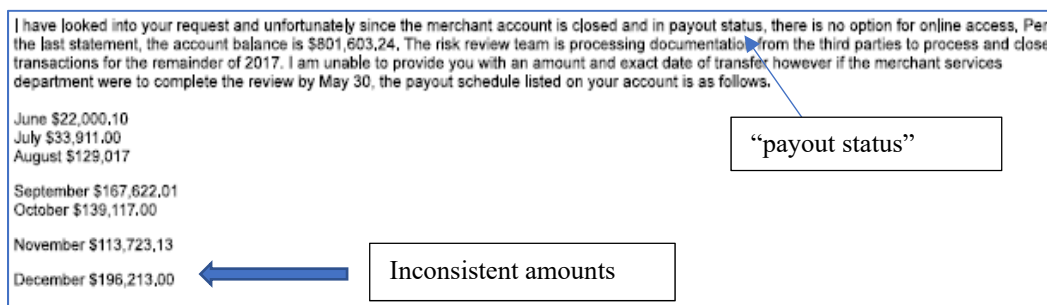 I have looked into your request and unfortunately since the merchant account is closed and in payout status, there is no option for online access, Per
the last statement, the account balance is $801,603,24, The risk review team is processing documentation from the third parties to process and close
transactions for the remainder of 2017. I am unable to provide you with an amount and exact date of transfer however if the merchant services
department were to complete the review by May 30, the payout schedule listed on your account is as follows.
June $22,000.10
July $33,911.00
August $129,017
“payout status”
September $167,622.01
October $139,117.00
November $113,723,13
December $196,213.00
Inconsistent amounts